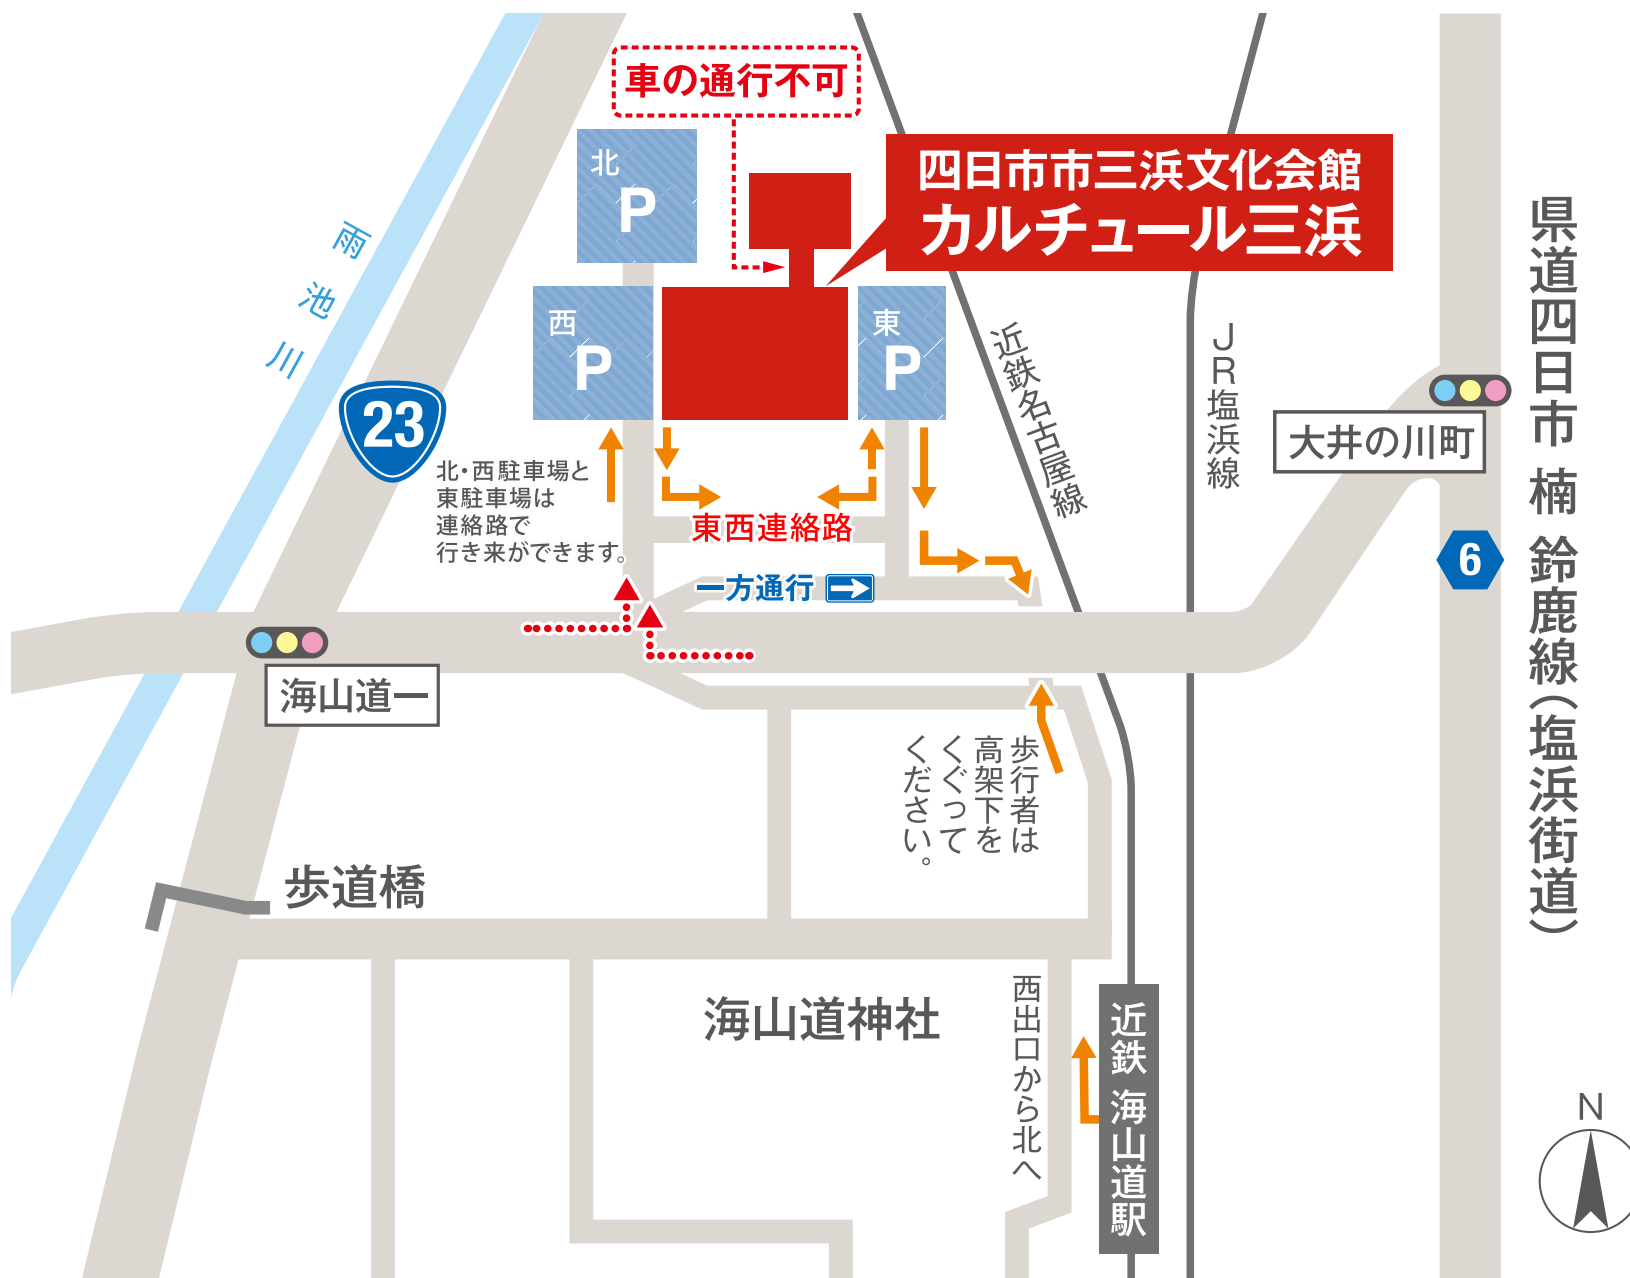 車の通行不可
四日市市三浜文化会館
カルチュール三浜
北
P
西
P
東
P
雨池川
23
北・西駐車場と
東駐車場は
連絡路で
行き来ができます。
東西連絡路
一方通行
近鉄名古屋線
JR塩浜線
大井の川町
県道四日市 楠 鈴鹿線(塩浜街道)
6
海山道一
歩行者は
高架下を
くぐって
ください。
歩道橋
海山道神社
西出口から北へ
近鉄 海山道駅
N